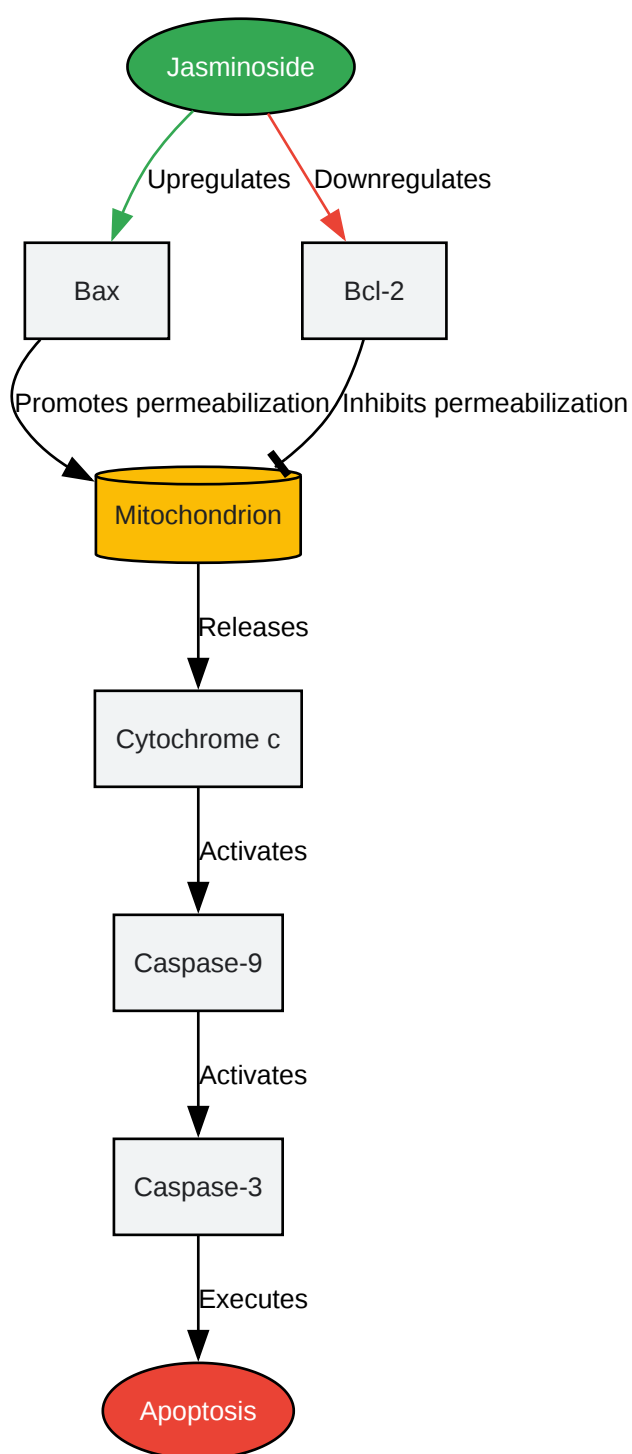 Jasminoside
Upregulates
Downregulates
Bax
Bcl-2
Promotes permeabilization
Inhibits permeabilization
Mitochondrion
Releases
Cytochrome c
Activates
Caspase-9
Activates
Caspase-3
Executes
Apoptosis